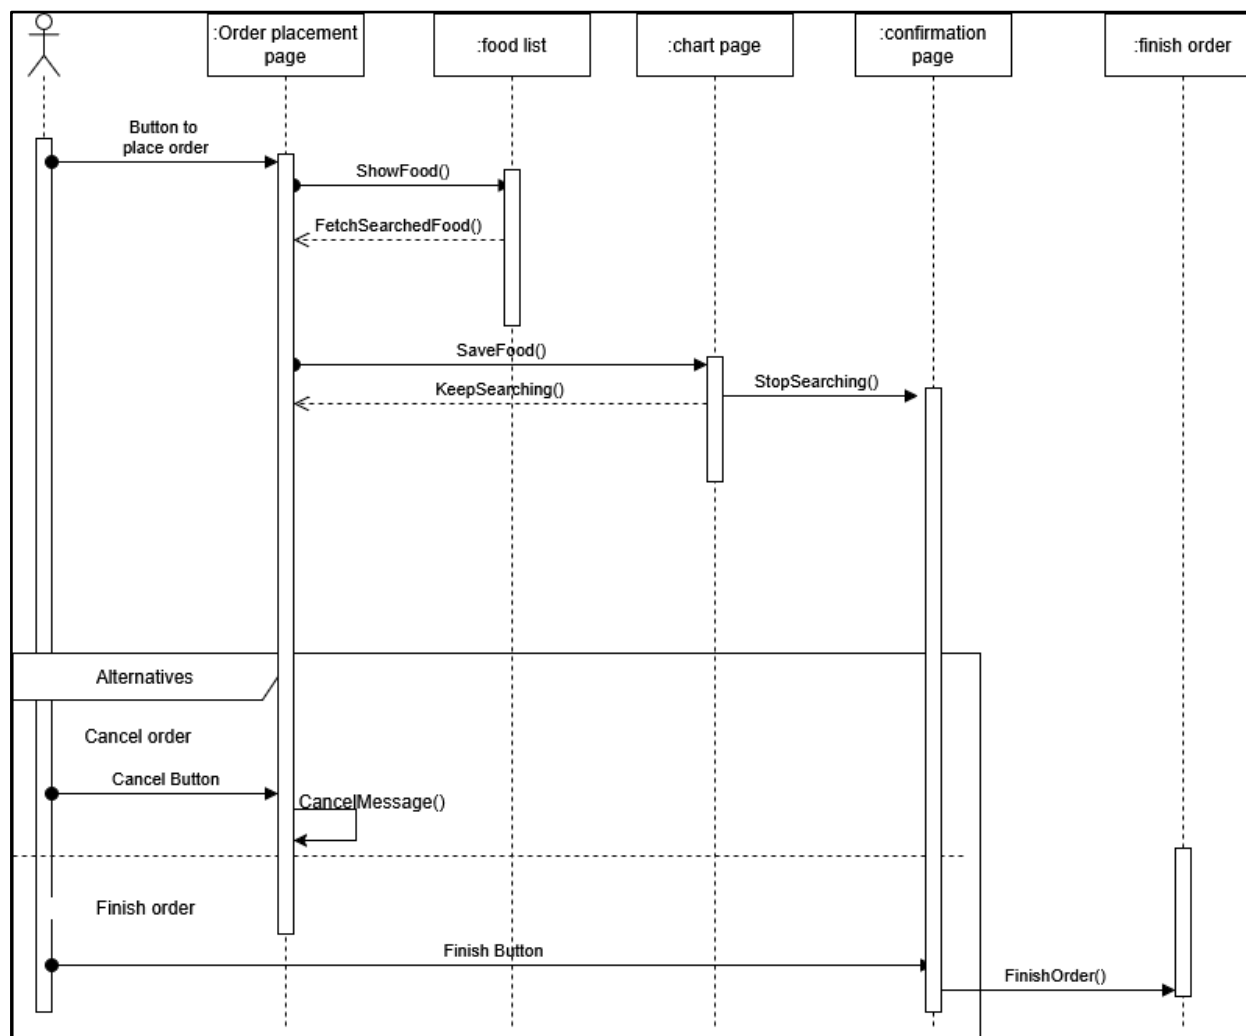 :Order placement
page
:food list
:chart page
:confirmation
page
:finish order
Button to
place order
ShowFood()
FetchSearchedFood()
SaveFood()
KeepSearching()
StopSearching()
Alternatives
Cancel order
Cancel Button
CancelMessage()
Finish order
Finish Button
FinishOrder()